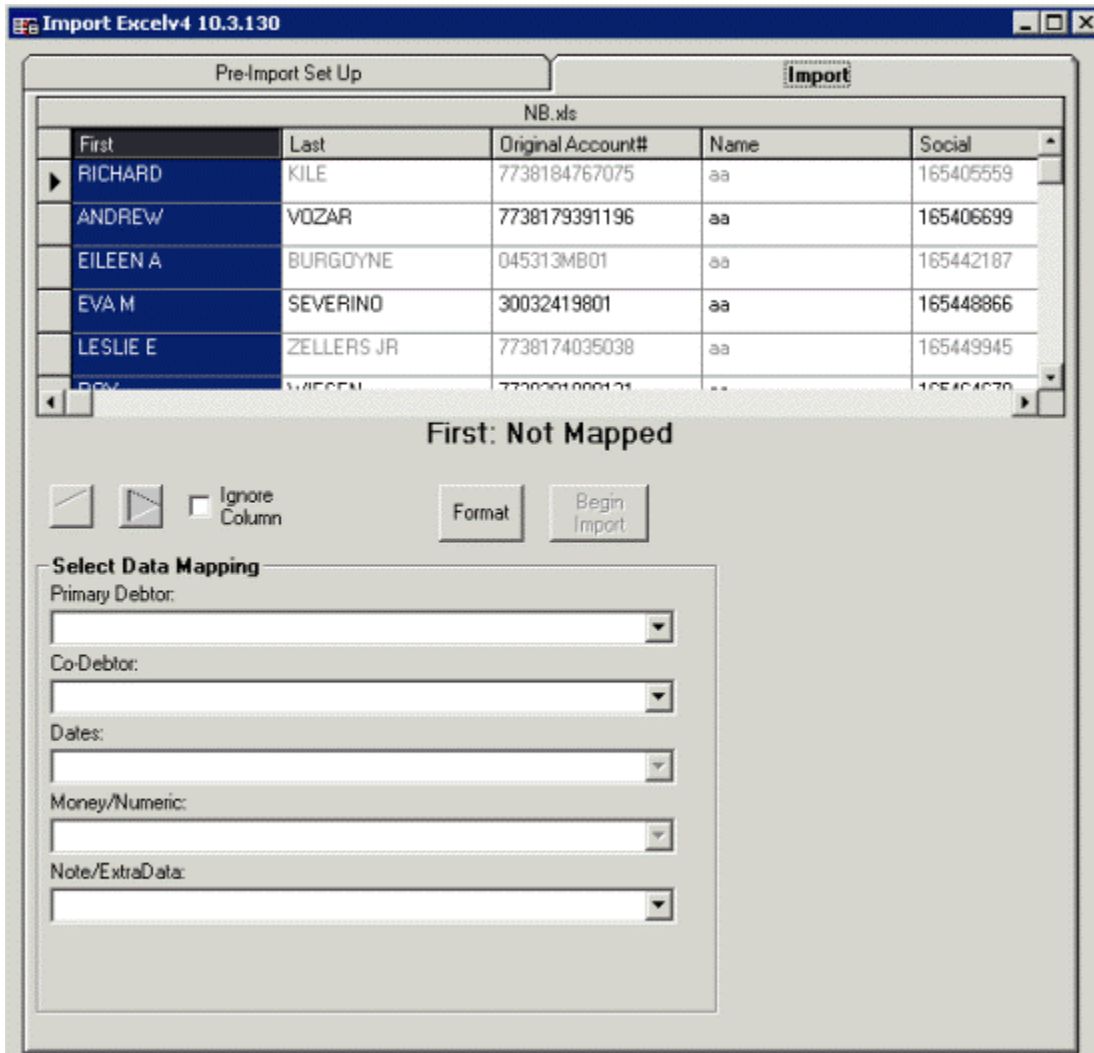 Import Excelv4 10.3.130
Pre-Import Set Up Import
NB.xls
First Last Original Account# Name Social
RICHARD KILE 7738184767075 aa 165405559
ANDREW VOZAR 7738179391196 aa 165406699
EILEEN A BURGOYNE 045313MB01 aa 165442187
EVA M SEVERINO 30032419801 aa 165448866
LESLIE E ZELLERS JR 7738174035038 aa 165449945
First: Not Mapped
Ignore
Column
Format
Begin
Import
Select Data Mapping
Primary Debtor:
Co-Debtor:
Dates:
Money/Numeric:
Note/ExtraData: